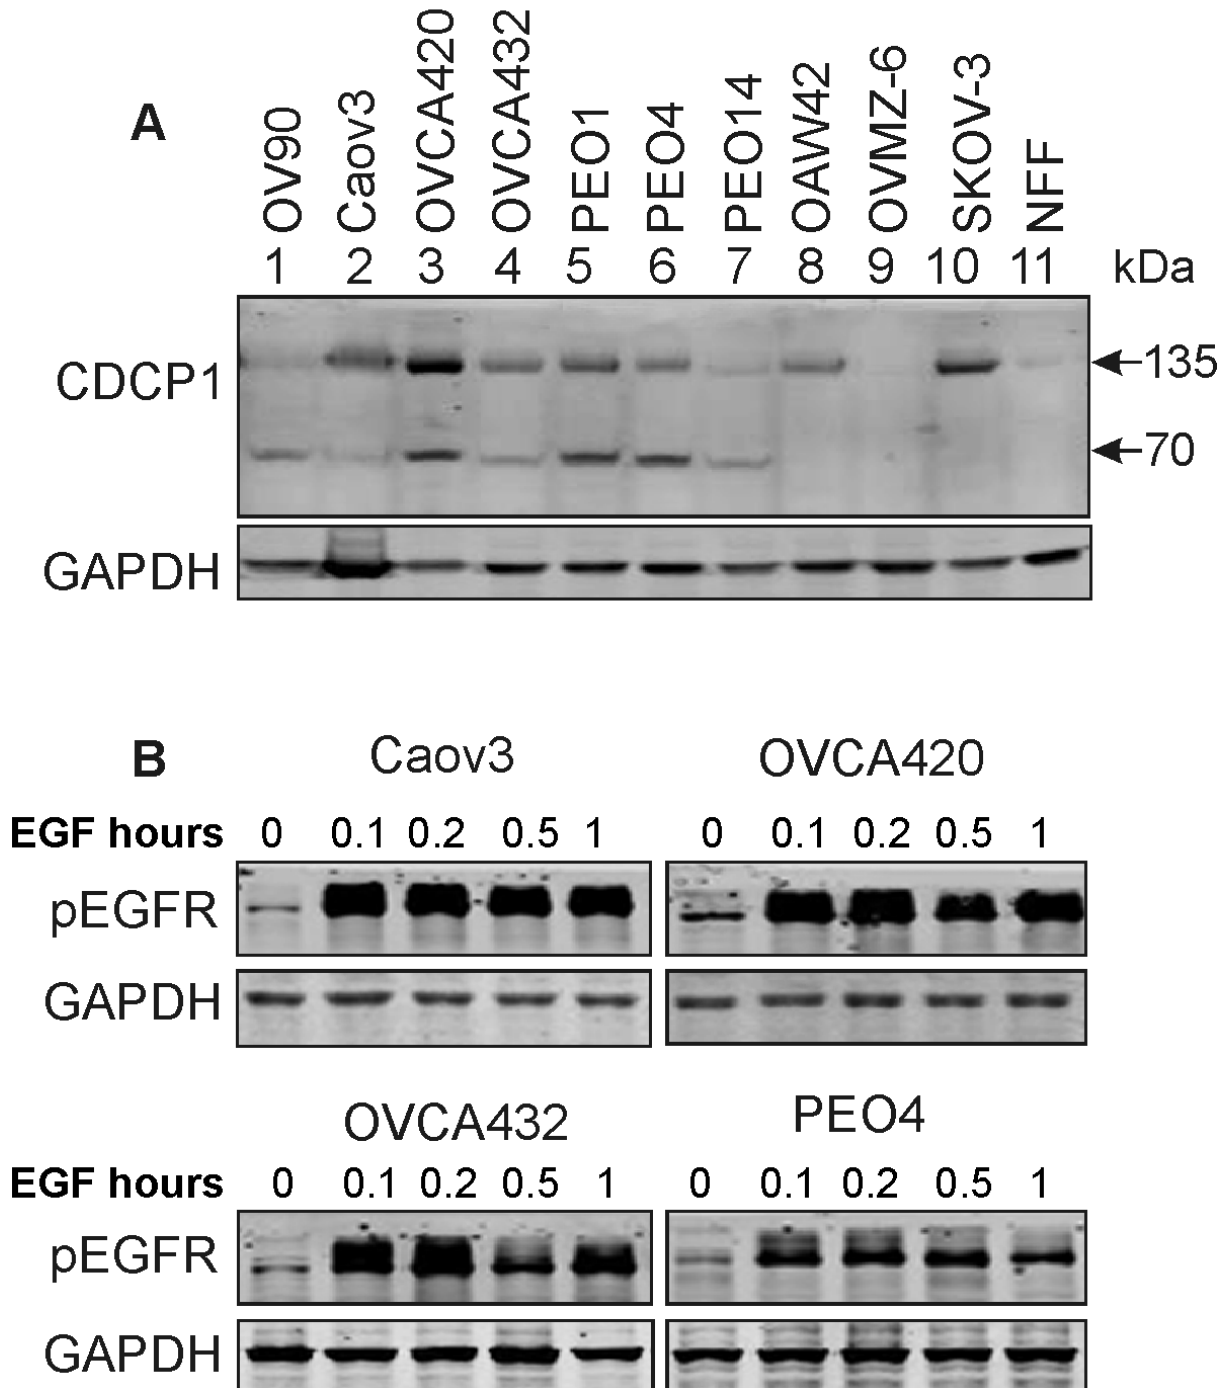 A
OV90 Caov3 OVCA420 OVCA432 PEO1 PEO4 PEO14 OAW42 OVMZ-6 SKOV-3 NFF
1 2 3 4 5 6 7 8 9 10 11 kDa
CDCP1
135
70
GAPDH
B Caov3 OVCA420
EGF hours 0 0.1 0.2 0.5 1 0 0.1 0.2 0.5 1
pEGFR
GAPDH
OVCA432 PEO4
EGF hours 0 0.1 0.2 0.5 1 0 0.1 0.2 0.5 1
pEGFR
GAPDH